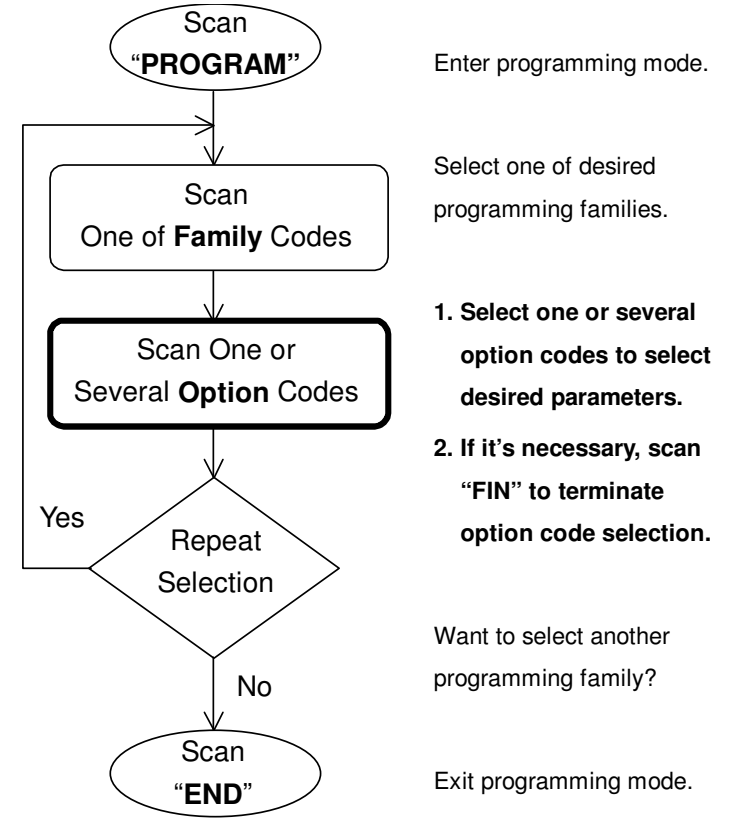 Scan
“PROGRAM”
Enter programming mode.
Scan
One of Family Codes
Select one of desired
programming families.
Scan One or
Several Option Codes
1. Select one or several
option codes to select
desired parameters.
2. If it’s necessary, scan
“FIN” to terminate
option code selection.
Yes
Repeat
Selection
Want to select another
programming family?
No
Scan
“END”
Exit programming mode.